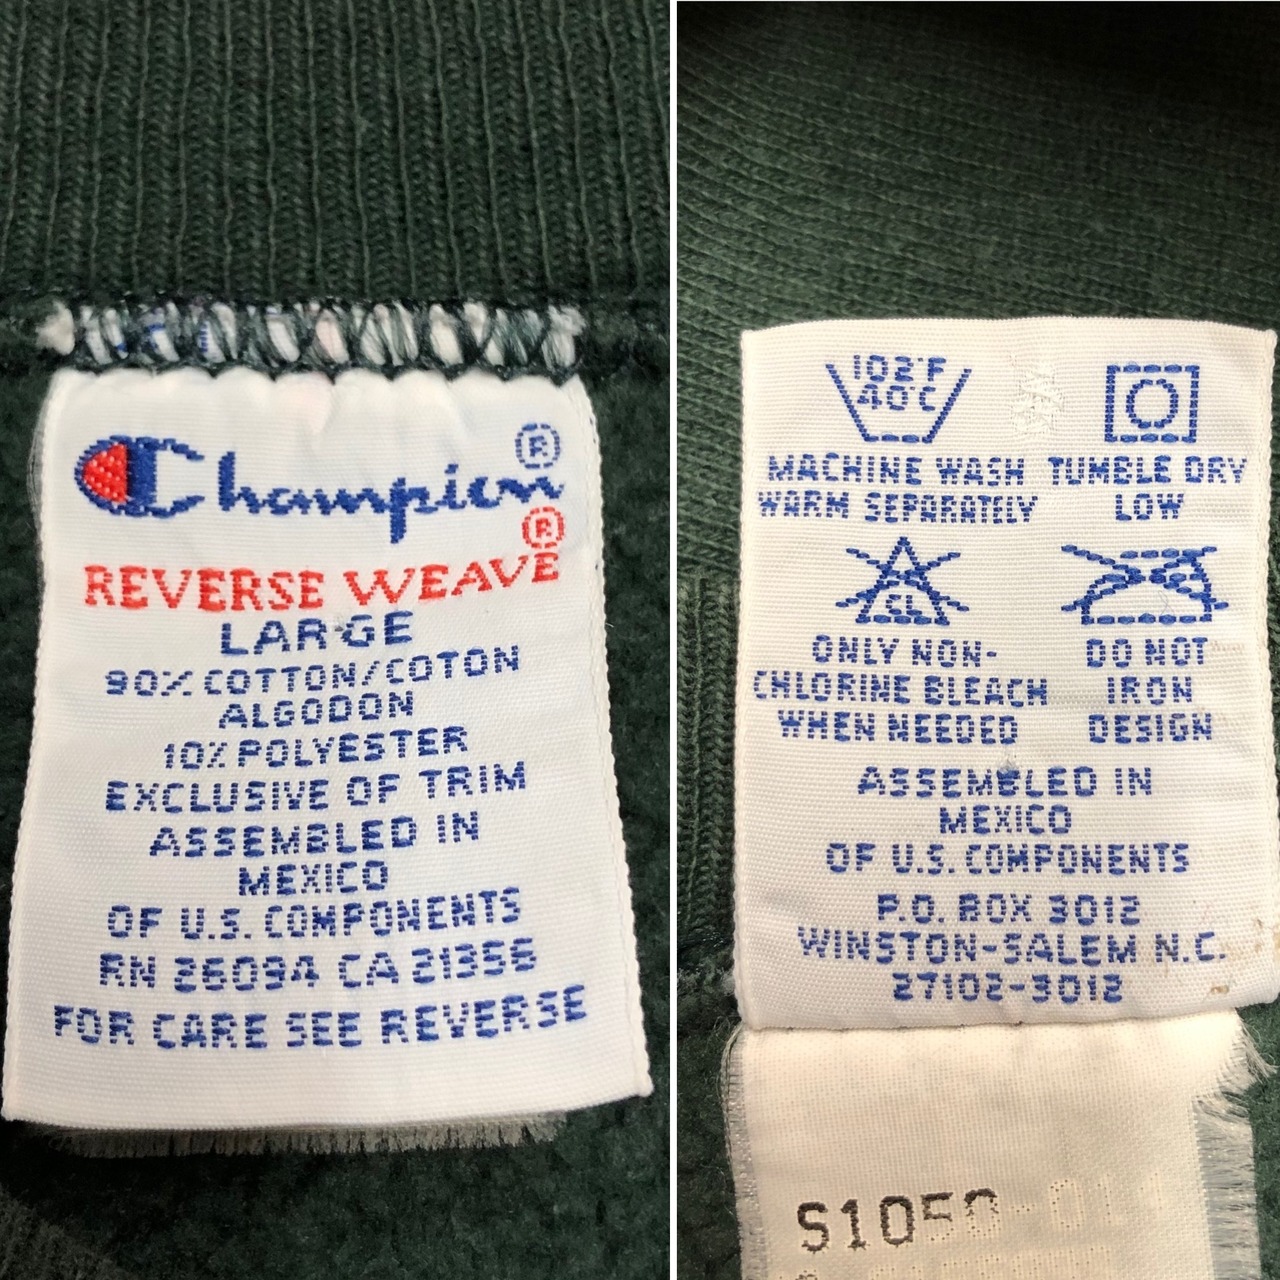 Champion®
®
REVERSE WEAVE
LARGE
90% COTTON/COTON
ALGODON
10% POLYESTER
EXCLUSIVE OF TRIM
ASSEMBLED IN
MEXICO
OF U.S. COMPONENTS
RN 26094 CA 21356
FOR CARE SEE REVERSE
102°F
40°C
MACHINE WASH
WARM SEPARATELY
TUMBLE DRY
LOW
CL
ONLY NON-
CHLORINE BLEACH
WHEN NEEDED
DO NOT
IRON
DESIGN
ASSEMBLED IN
MEXICO
OF U.S. COMPONENTS
P.O. BOX 3012
WINSTON-SALEM N.C.
27102-3012
S1050